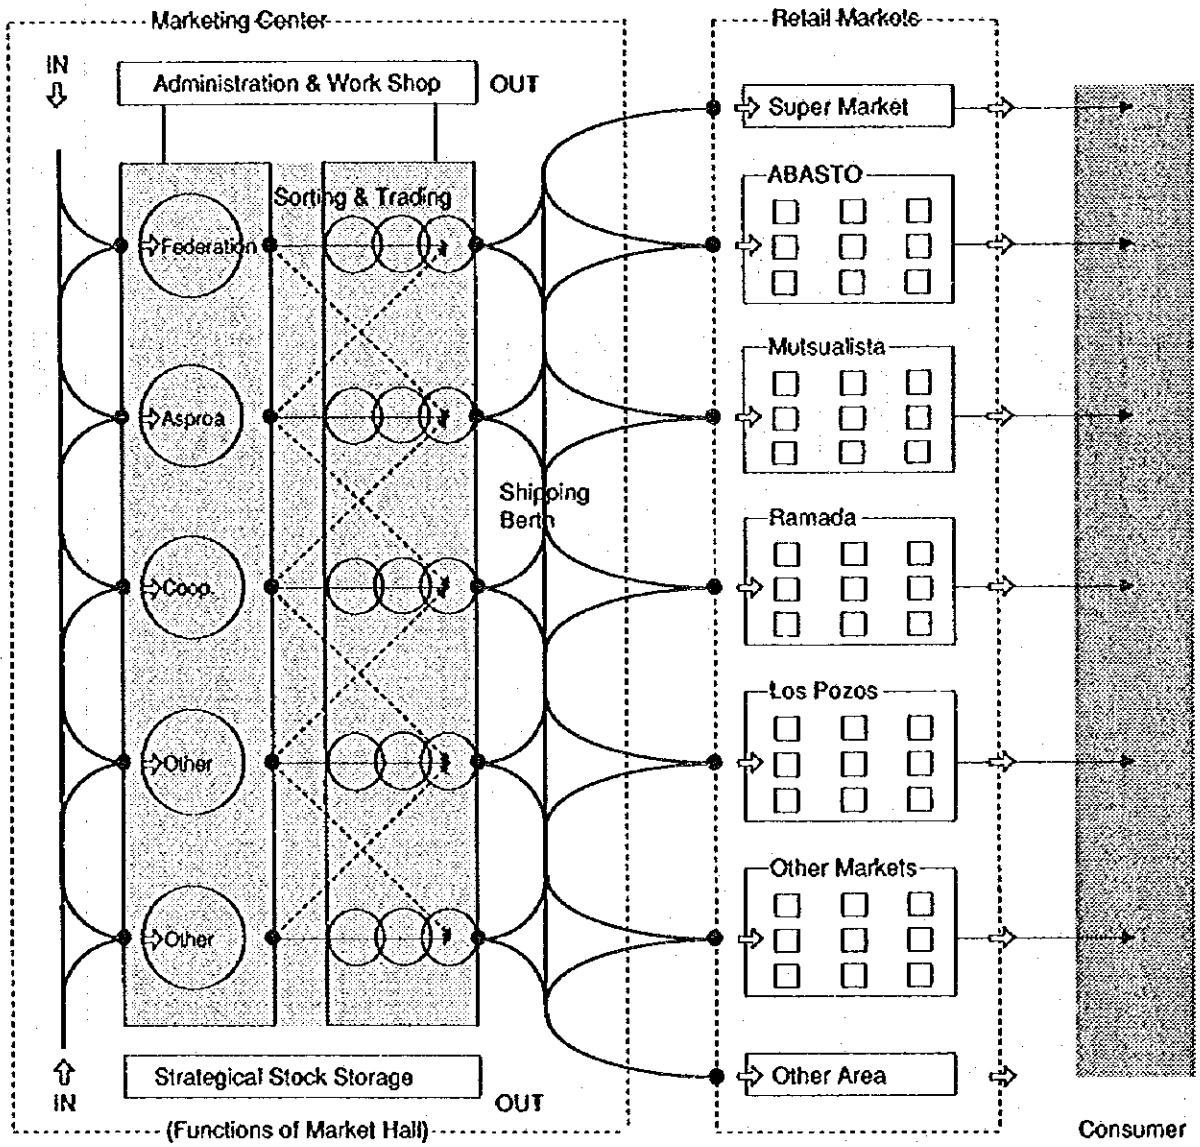 Marketing Center
Retail Markets
IN
Administration & Work Shop
OUT
Super Market
ABASTO
Sorting & Trading
Federation
Mutsualista
Asproa
Shipping
Berth
Ramada
Coop.
Los Pozos
Other
Other Markets
Other
Strategical Stock Storage
Other Area
IN
OUT
(Functions of Market Hall)
Consumer